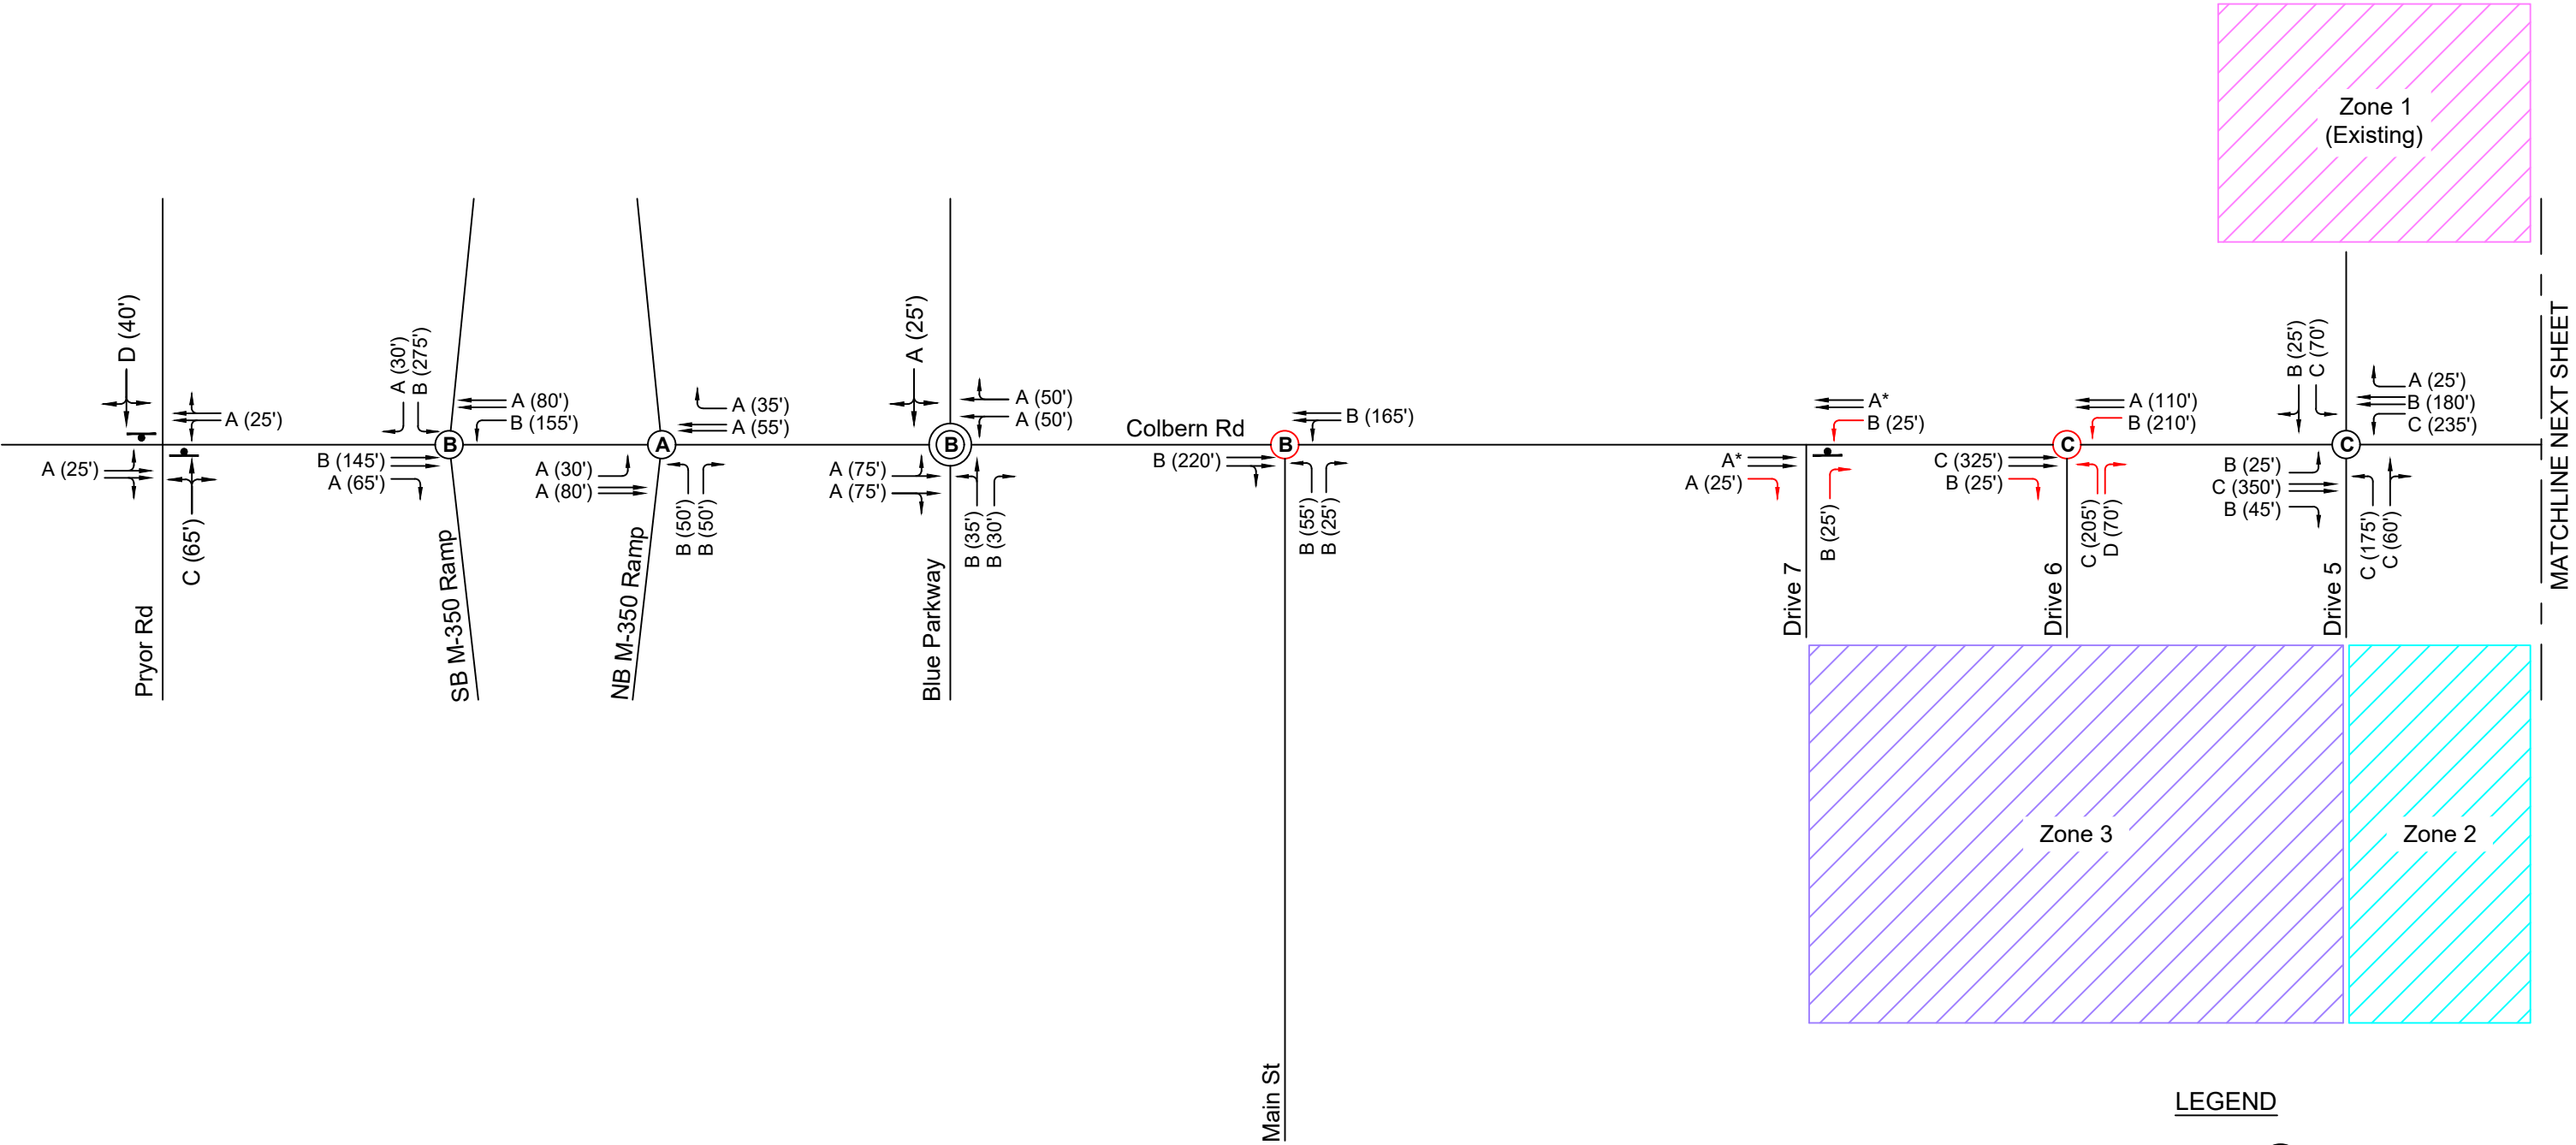 Zone 1
(Existing)
MATCHLINE NEXT SHEET
D (40')
A (25')
A (25')
C (65')
Pryor Rd
A (30')
B (275')
A (80')
B (155')
B
B (145')
A (65')
SB M-350 Ramp
A (35')
A (55')
A
A (30')
A (80')
B (50')
B (50')
NB M-350 Ramp
A (25')
A (50')
A (50')
B
A (75')
A (75')
B (35')
B (30')
Blue Parkway
Colbern Rd
B (165')
B
B (220')
B (55')
B (25')
Main St
A*
B (25')
A*
A (25')
B (25')
Drive 7
A (110')
B (210')
C
C (325')
B (25')
C (205')
D (70')
Drive 6
B (25')
C (70')
A (25')
B (180')
C (235')
C
B (25')
C (350')
B (45')
C (175')
C (60')
Drive 5
Zone 3
Zone 2
LEGEND